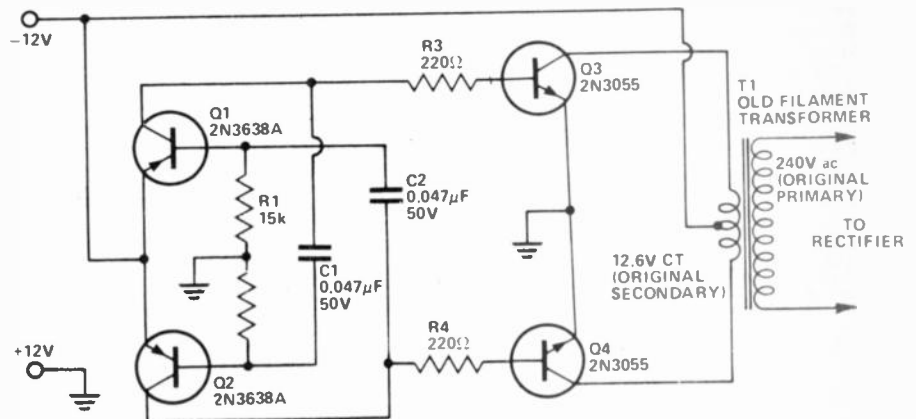 -12V
R3
220Ω
Q3
2N3055
T1
OLD FILAMENT
TRANSFORMER
Q1
2N3638A
240V ac
(ORIGINAL
PRIMARY)
C2
0.047µF
50V
R1
15k
TO
RECTIFIER
C1
0.047µF
50V
12.6V CT
(ORIGINAL
SECONDARY)
R4
220Ω
+12V
Q4
2N3055
Q2
2N3638A